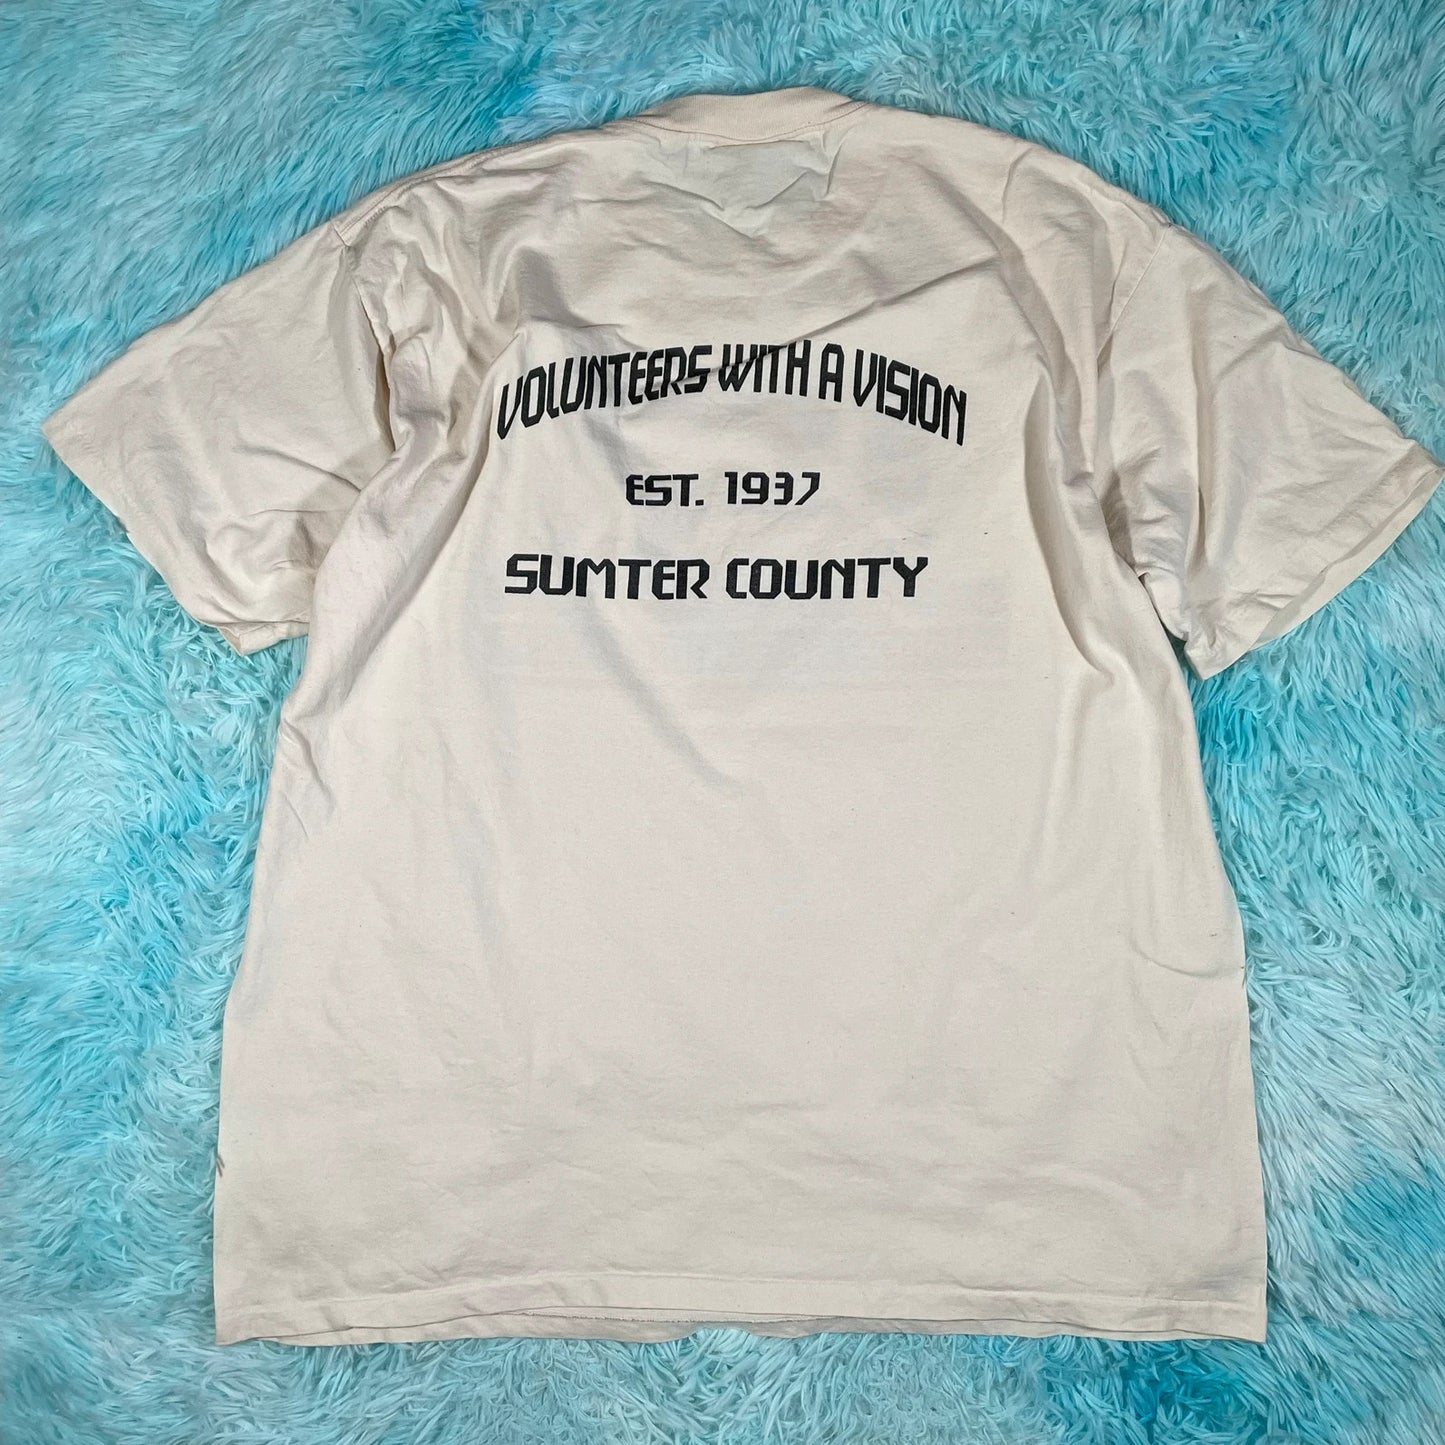 VOLUNTEERS WITH A VISION
EST. 1937
SUMTER COUNTY